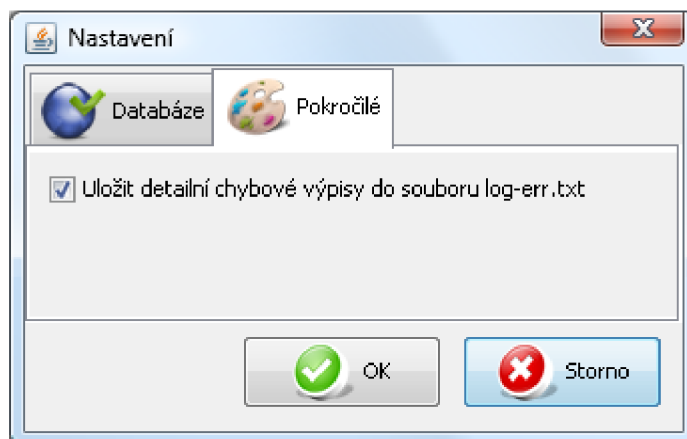 Nastavení
Databáze
Pokročilé
Uložit detailní chybové výpisy do souboru log-err.txt
OK
Storno